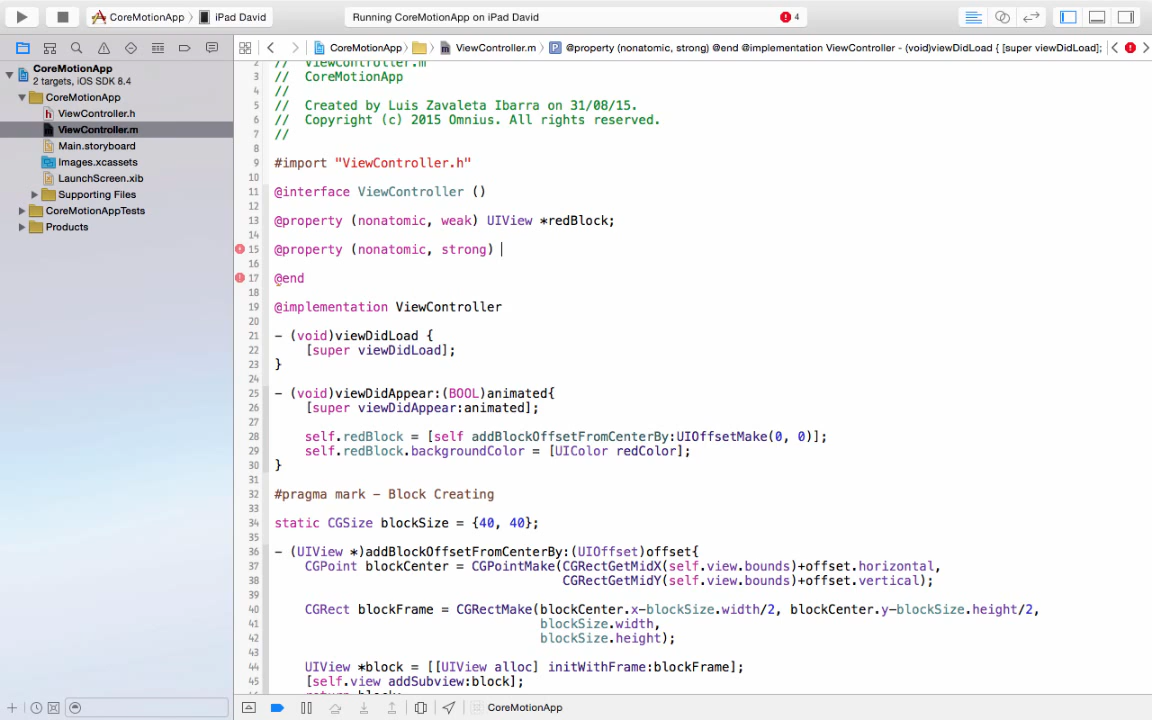 CoreMotionApp iPad David
Running CoreMotionApp on iPad David
4
CoreMotionApp ViewController.m @property (nonatomic, strong) @end @implementation ViewController - (void)viewDidLoad { [super viewDidLoad];
CoreMotionApp
2 targets, iOS SDK 8.4
CoreMotionApp
ViewController.h
ViewController.m
Main.storyboard
Images.xcassets
LaunchScreen.xib
Supporting Files
CoreMotionAppTests
Products
2 // ViewController.m
3 // CoreMotionApp
4 //
5 // Created by Luis Zavaleta Ibarra on 31/08/15.
6 // Copyright (c) 2015 Omnius. All rights reserved.
7 //
8
9 #import "ViewController.h"
10
11 @interface ViewController ()
12
13 @property (nonatomic, weak) UIView *redBlock;
14
15 @property (nonatomic, strong)
16
17 @end
18
19 @implementation ViewController
20
21 - (void)viewDidLoad {
22 [super viewDidLoad];
23 }
24
25 - (void)viewDidAppear:(BOOL)animated{
26 [super viewDidAppear:animated];
27
28 self.redBlock = [self addBlockOffsetFromCenterBy:UIOffsetMake(0, 0)];
29 self.redBlock.backgroundColor = [UIColor redColor];
30 }
31
32 #pragma mark - Block Creating
33
34 static CGSize blockSize = {40, 40};
35
36 - (UIView *)addBlockOffsetFromCenterBy:(UIOffset)offset{
37 CGPoint blockCenter = CGPointMake(CGRectGetMidX(self.view.bounds)+offset.horizontal,
38 CGRectGetMidY(self.view.bounds)+offset.vertical);
39
40 CGRect blockFrame = CGRectMake(blockCenter.x-blockSize.width/2, blockCenter.y-blockSize.height/2,
41 blockSize.width,
42 blockSize.height);
43
44 UIView *block = [[UIView alloc] initWithFrame:blockFrame];
45 [self.view addSubview:block];
46 return block;
CoreMotionApp